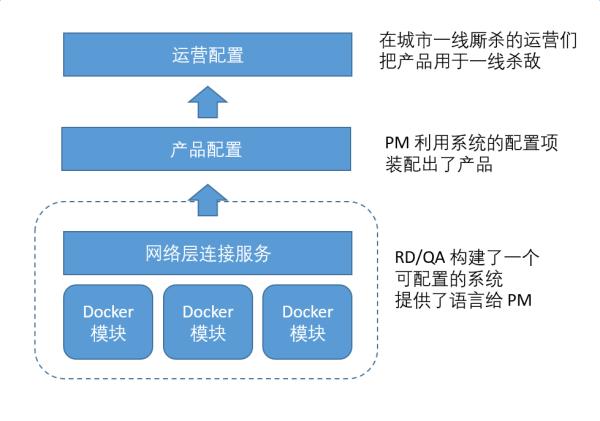 运营配置
在城市一线厮杀的运营们
把产品用于一线杀敌
产品配置
PM 利用系统的配置项
装配出了产品
网络层连接服务
RD/QA 构建了一个
可配置的系统
提供了语言给 PM
Docker
模块
Docker
模块
Docker
模块